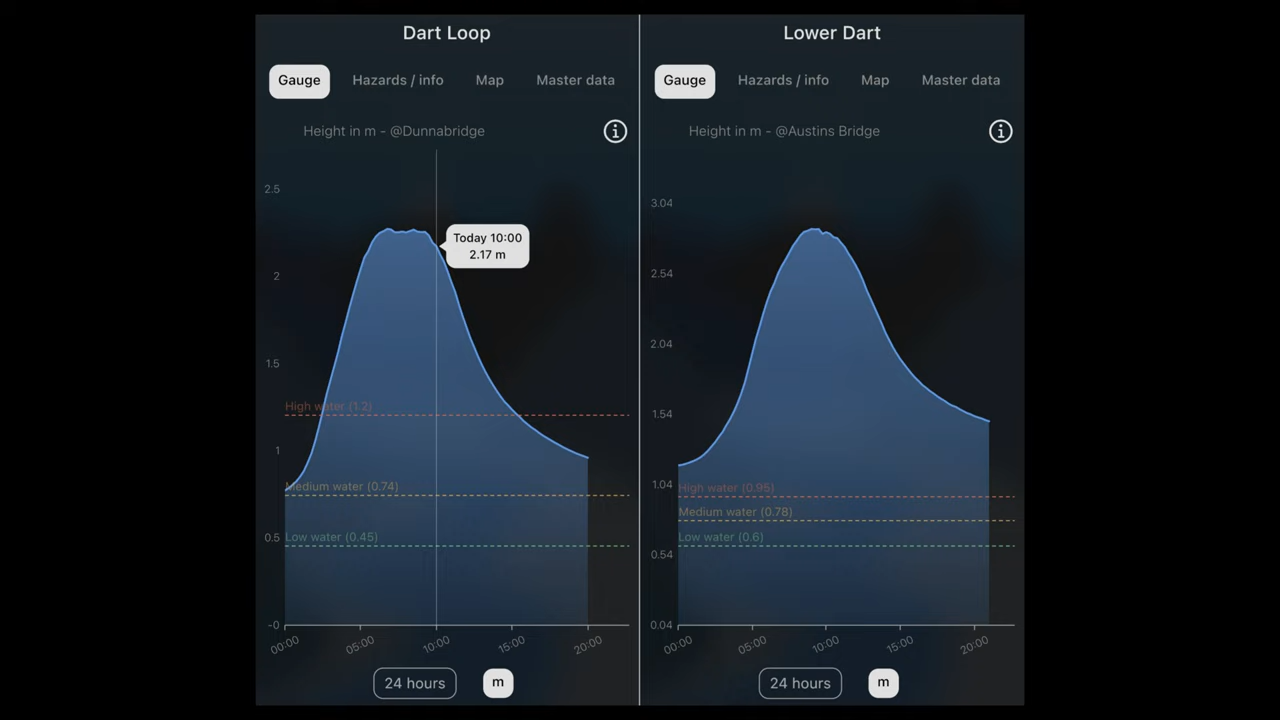 Dart Loop
Gauge Hazards / info Map Master data
Height in m - @Dunnabridge
2.5
Today 10:00
2.17 m
2
1.5
High water (1.2)
1
Medium water (0.74)
0.5
Low water (0.45)
-0
00:00 05:00 10:00 15:00 20:00
24 hours m
Lower Dart
Gauge Hazards / info Map Master data
Height in m - @Austins Bridge
3.04
2.54
2.04
1.54
1.04
High water (0.95)
Medium water (0.78)
Low water (0.6)
0.54
0.04
00:00 05:00 10:00 15:00 20:00
24 hours m